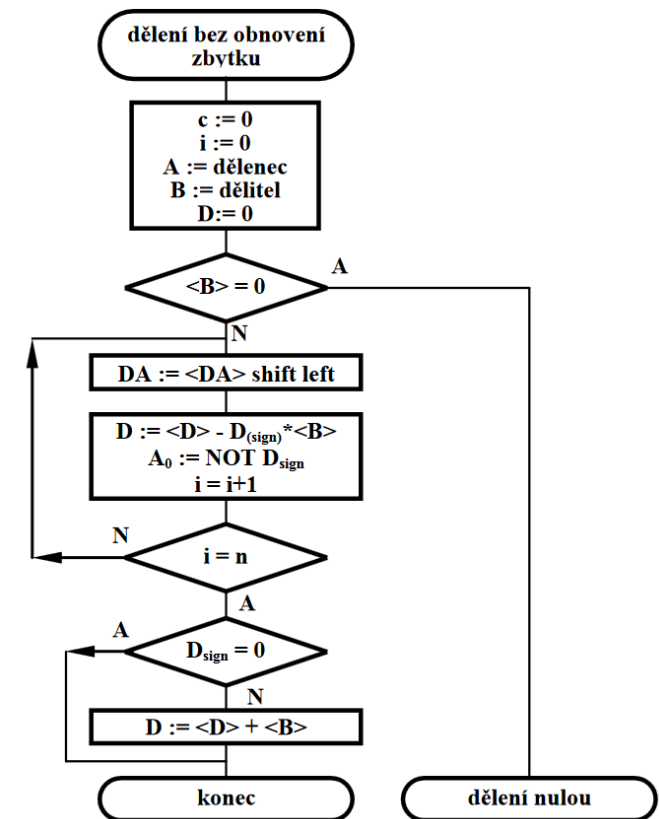 dělení bez obnovení
zbytku
c := 0
i := 0
A := dělenec
B := dělitel
D:= 0
<B> = 0
A
N
DA := <DA> shift left
D := <D> - D(sign)*<B>
A0 := NOT Dsign
i = i+1
N
i = n
A
A
Dsign = 0
N
D := <D> + <B>
konec
dělení nulou